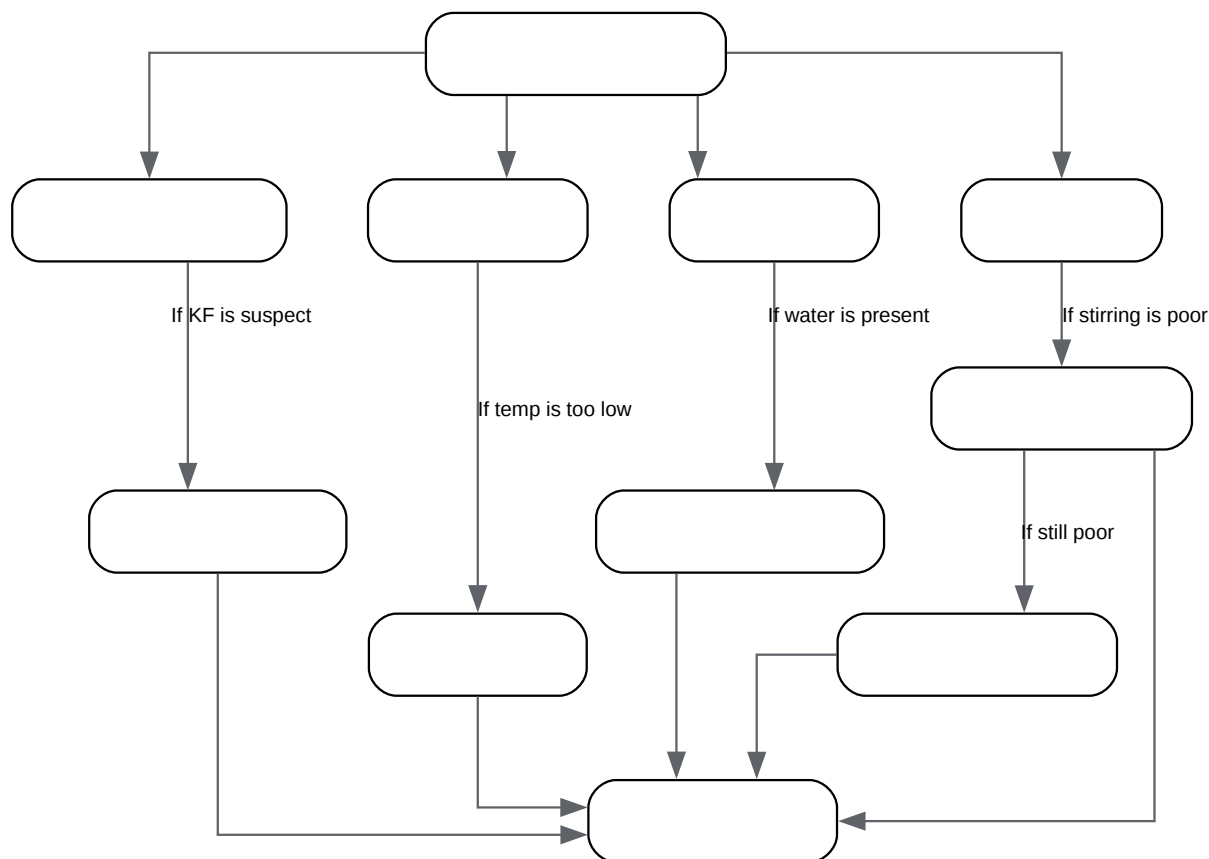 If KF is suspect
If water is present
If stirring is poor
If temp is too low
If still poor